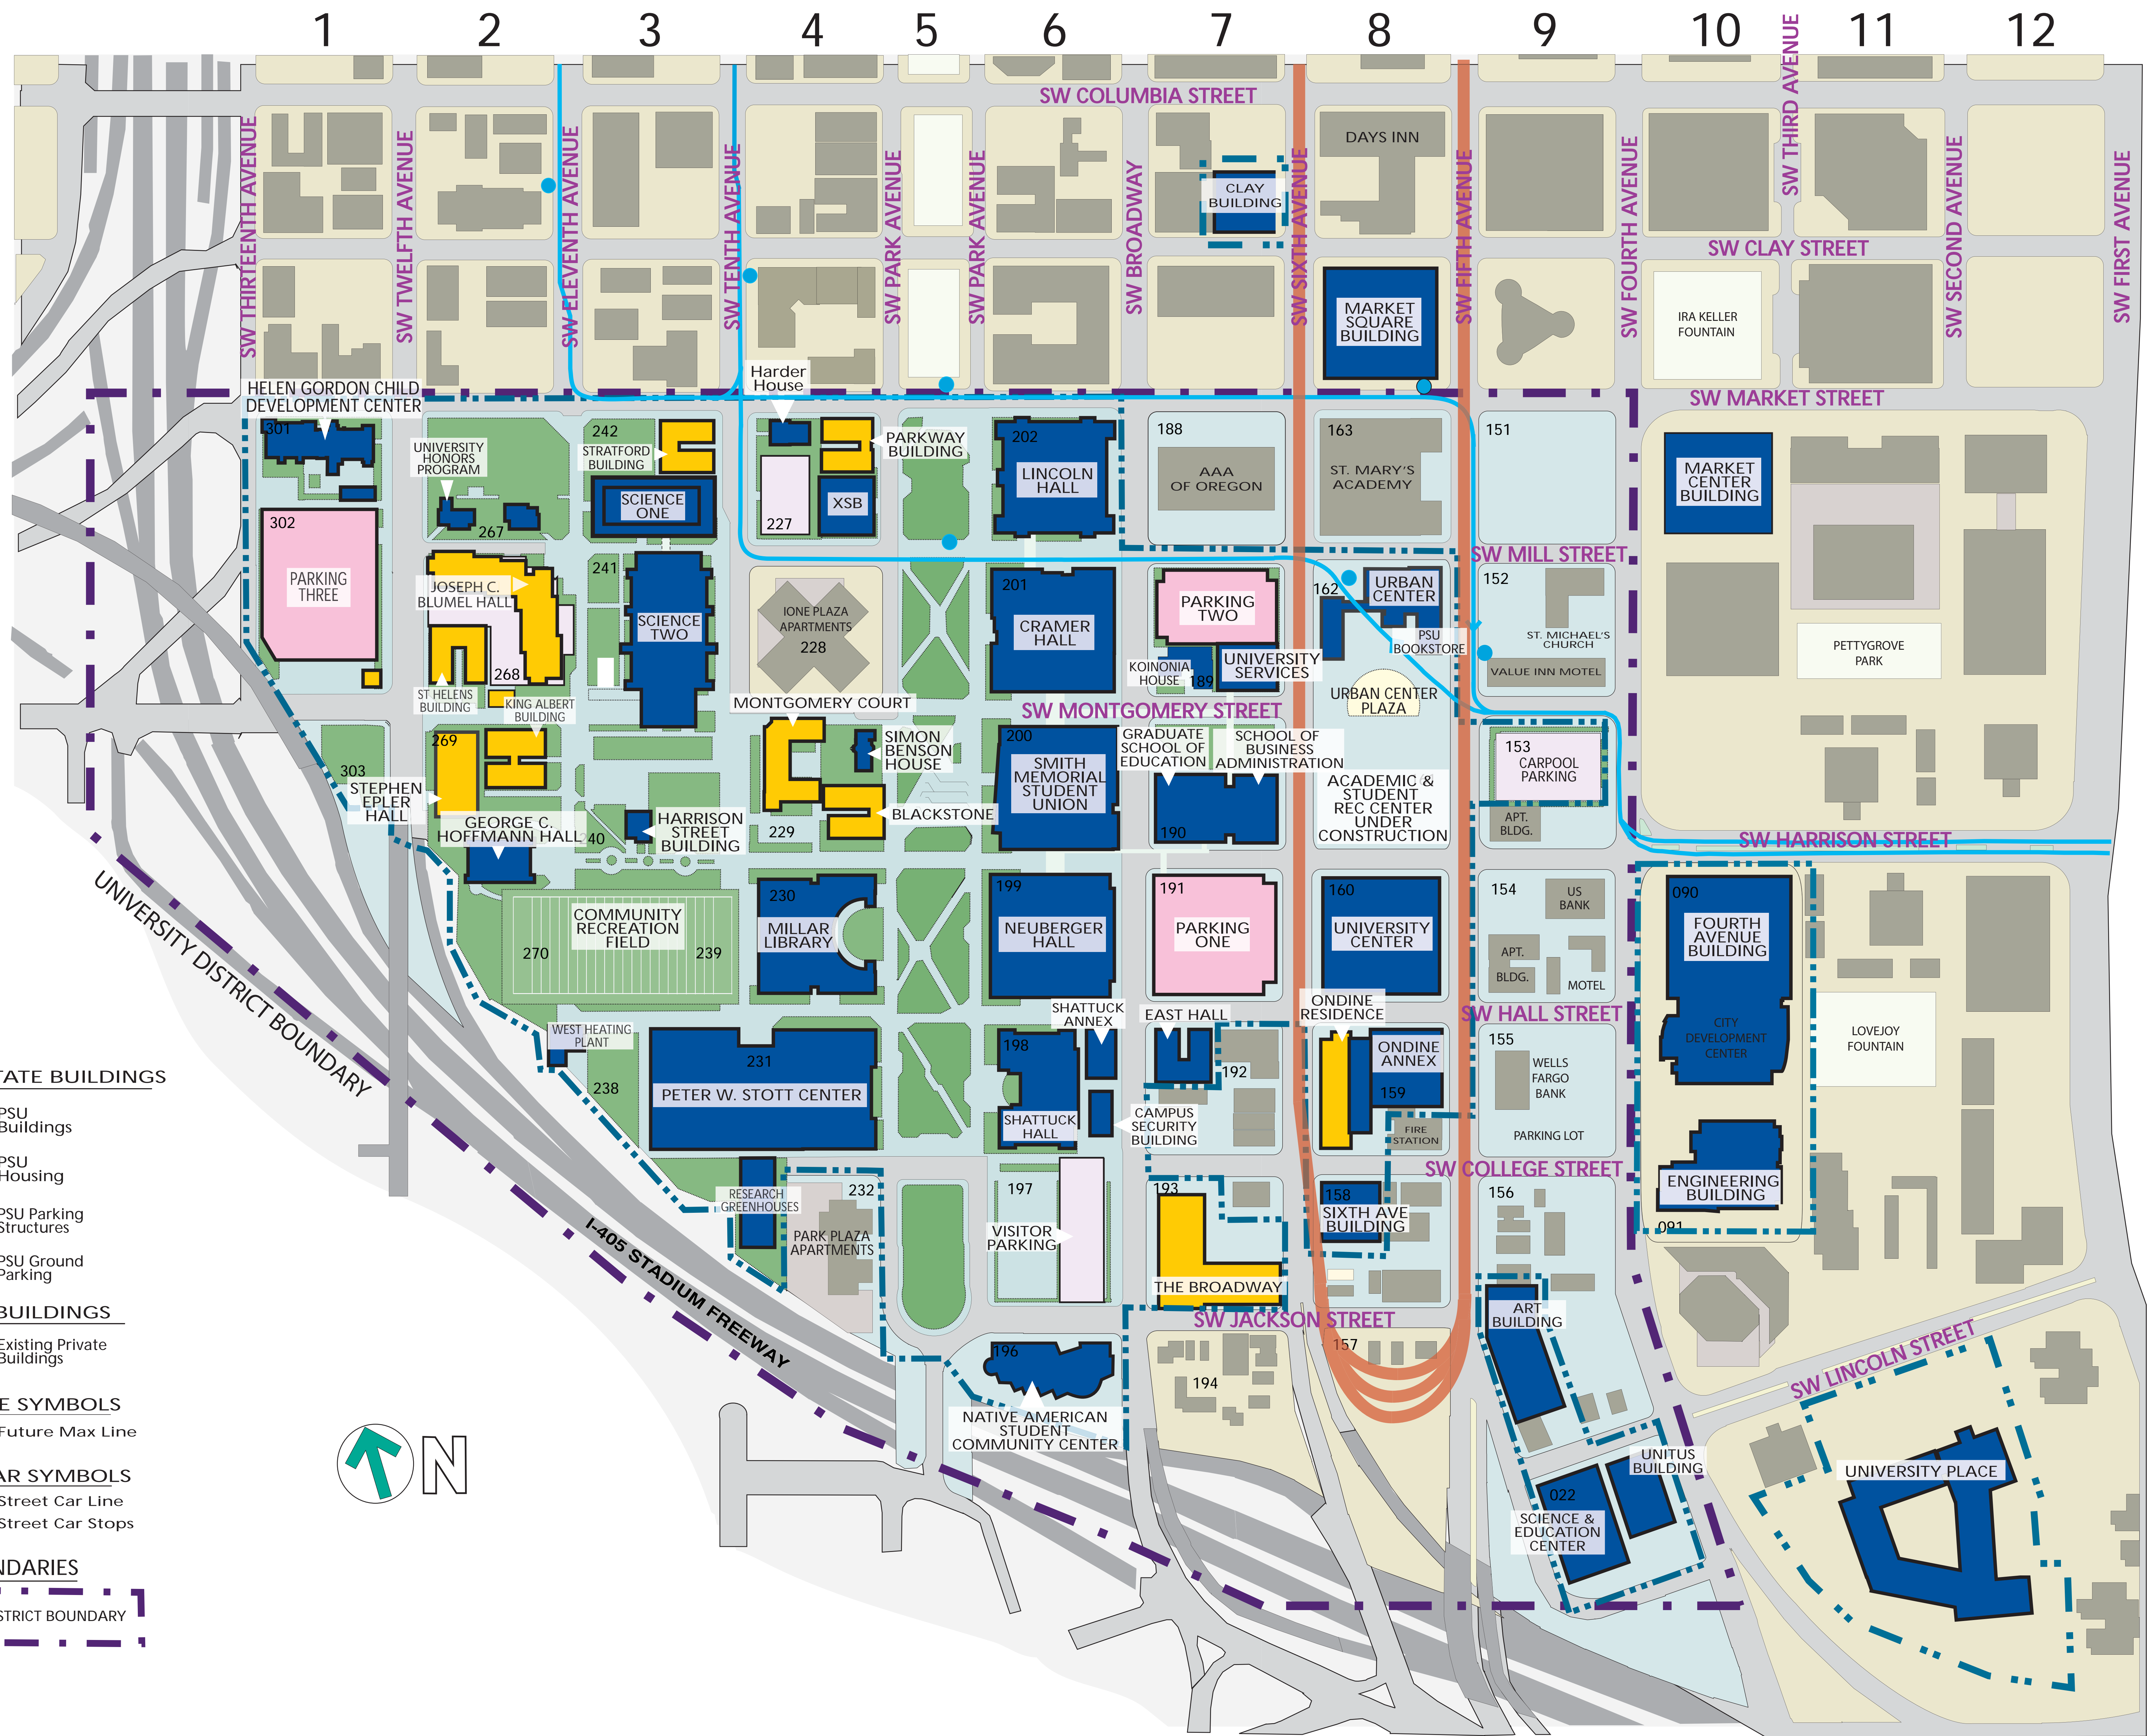 1 2 3 4 5 6 7 8 9 10 11 12
SW COLUMBIA STREET
SW THIRD AVENUE
SW THIRTEENTH AVENUE
SW TWELFTH AVENUE
SW ELEVENTH AVENUE
SW TENTH AVENUE
SW PARK AVENUE
SW PARK AVENUE
SW BROADWAY
SW SIXTH AVENUE
SW FIFTH AVENUE
SW FOURTH AVENUE
SW SECOND AVENUE
SW FIRST AVENUE
DAYS INN
CLAY
BUILDING
SW CLAY STREET
MARKET
SQUARE
BUILDING
IRA KELLER
FOUNTAIN
SW MARKET STREET
HELEN GORDON CHILD
DEVELOPMENT CENTER
301
Harder
House
242
STRATFORD
BUILDING
UNIVERSITY
HONORS
PROGRAM
PARKWAY
BUILDING
202
LINCOLN
HALL
188
AAA
OF OREGON
163
ST. MARY'S
ACADEMY
151
MARKET
CENTER
BUILDING
302
PARKING
THREE
267
SCIENCE
ONE
227
XSB
SW MILL STREET
JOSEPH C.
BLUMEL HALL
241
SCIENCE
TWO
IONE PLAZA
APARTMENTS
228
201
CRAMER
HALL
PARKING
TWO
162
URBAN
CENTER
PSU
BOOKSTORE
152
ST. MICHAEL'S
CHURCH
VALUE INN MOTEL
PETTYGROVE
PARK
268
ST HELENS
BUILDING
KING ALBERT
BUILDING
KOINONIA
HOUSE
189
UNIVERSITY
SERVICES
URBAN CENTER
PLAZA
MONTGOMERY COURT
SW MONTGOMERY STREET
269
303
STEPHEN
EPLER
HALL
GEORGE C.
HOFFMANN HALL
240
HARRISON
STREET
BUILDING
SIMON
BENSON
HOUSE
BLACKSTONE
229
200
SMITH
MEMORIAL
STUDENT
UNION
GRADUATE
SCHOOL OF
EDUCATION
SCHOOL OF
BUSINESS
ADMINISTRATION
190
ACADEMIC &
STUDENT
REC CENTER
UNDER
CONSTRUCTION
153
CARPOOL
PARKING
APT.
BLDG.
SW HARRISON STREET
COMMUNITY
RECREATION
FIELD
270
239
230
MILLAR
LIBRARY
199
NEUBERGER
HALL
191
PARKING
ONE
160
UNIVERSITY
CENTER
154
US
BANK
APT.
BLDG.
MOTEL
090
FOURTH
AVENUE
BUILDING
CITY
DEVELOPMENT
CENTER
LOVEJOY
FOUNTAIN
SW HALL STREET
WEST HEATING
PLANT
238
231
PETER W. STOTT CENTER
SHATTUCK
ANNEX
198
SHATTUCK
HALL
EAST HALL
192
CAMPUS
SECURITY
BUILDING
ONDINE
RESIDENCE
ONDINE
ANNEX
159
FIRE
STATION
155
WELLS
FARGO
BANK
PARKING LOT
SW COLLEGE STREET
ENGINEERING
BUILDING
091
RESEARCH
GREENHOUSES
232
PARK PLAZA
APARTMENTS
197
VISITOR
PARKING
193
THE BROADWAY
158
SIXTH AVE
BUILDING
156
ART
BUILDING
SW JACKSON STREET
157
194
196
NATIVE AMERICAN
STUDENT
COMMUNITY CENTER
SW LINCOLN STREET
UNITUS
BUILDING
022
SCIENCE &
EDUCATION
CENTER
UNIVERSITY PLACE
UNIVERSITY DISTRICT BOUNDARY
I-405 STADIUM FREEWAY
N
TATE BUILDINGS
PSU
Buildings
PSU
Housing
PSU Parking
Structures
PSU Ground
Parking
BUILDINGS
Existing Private
Buildings
E SYMBOLS
Future Max Line
AR SYMBOLS
Street Car Line
Street Car Stops
NDARIES
STRICT BOUNDARY